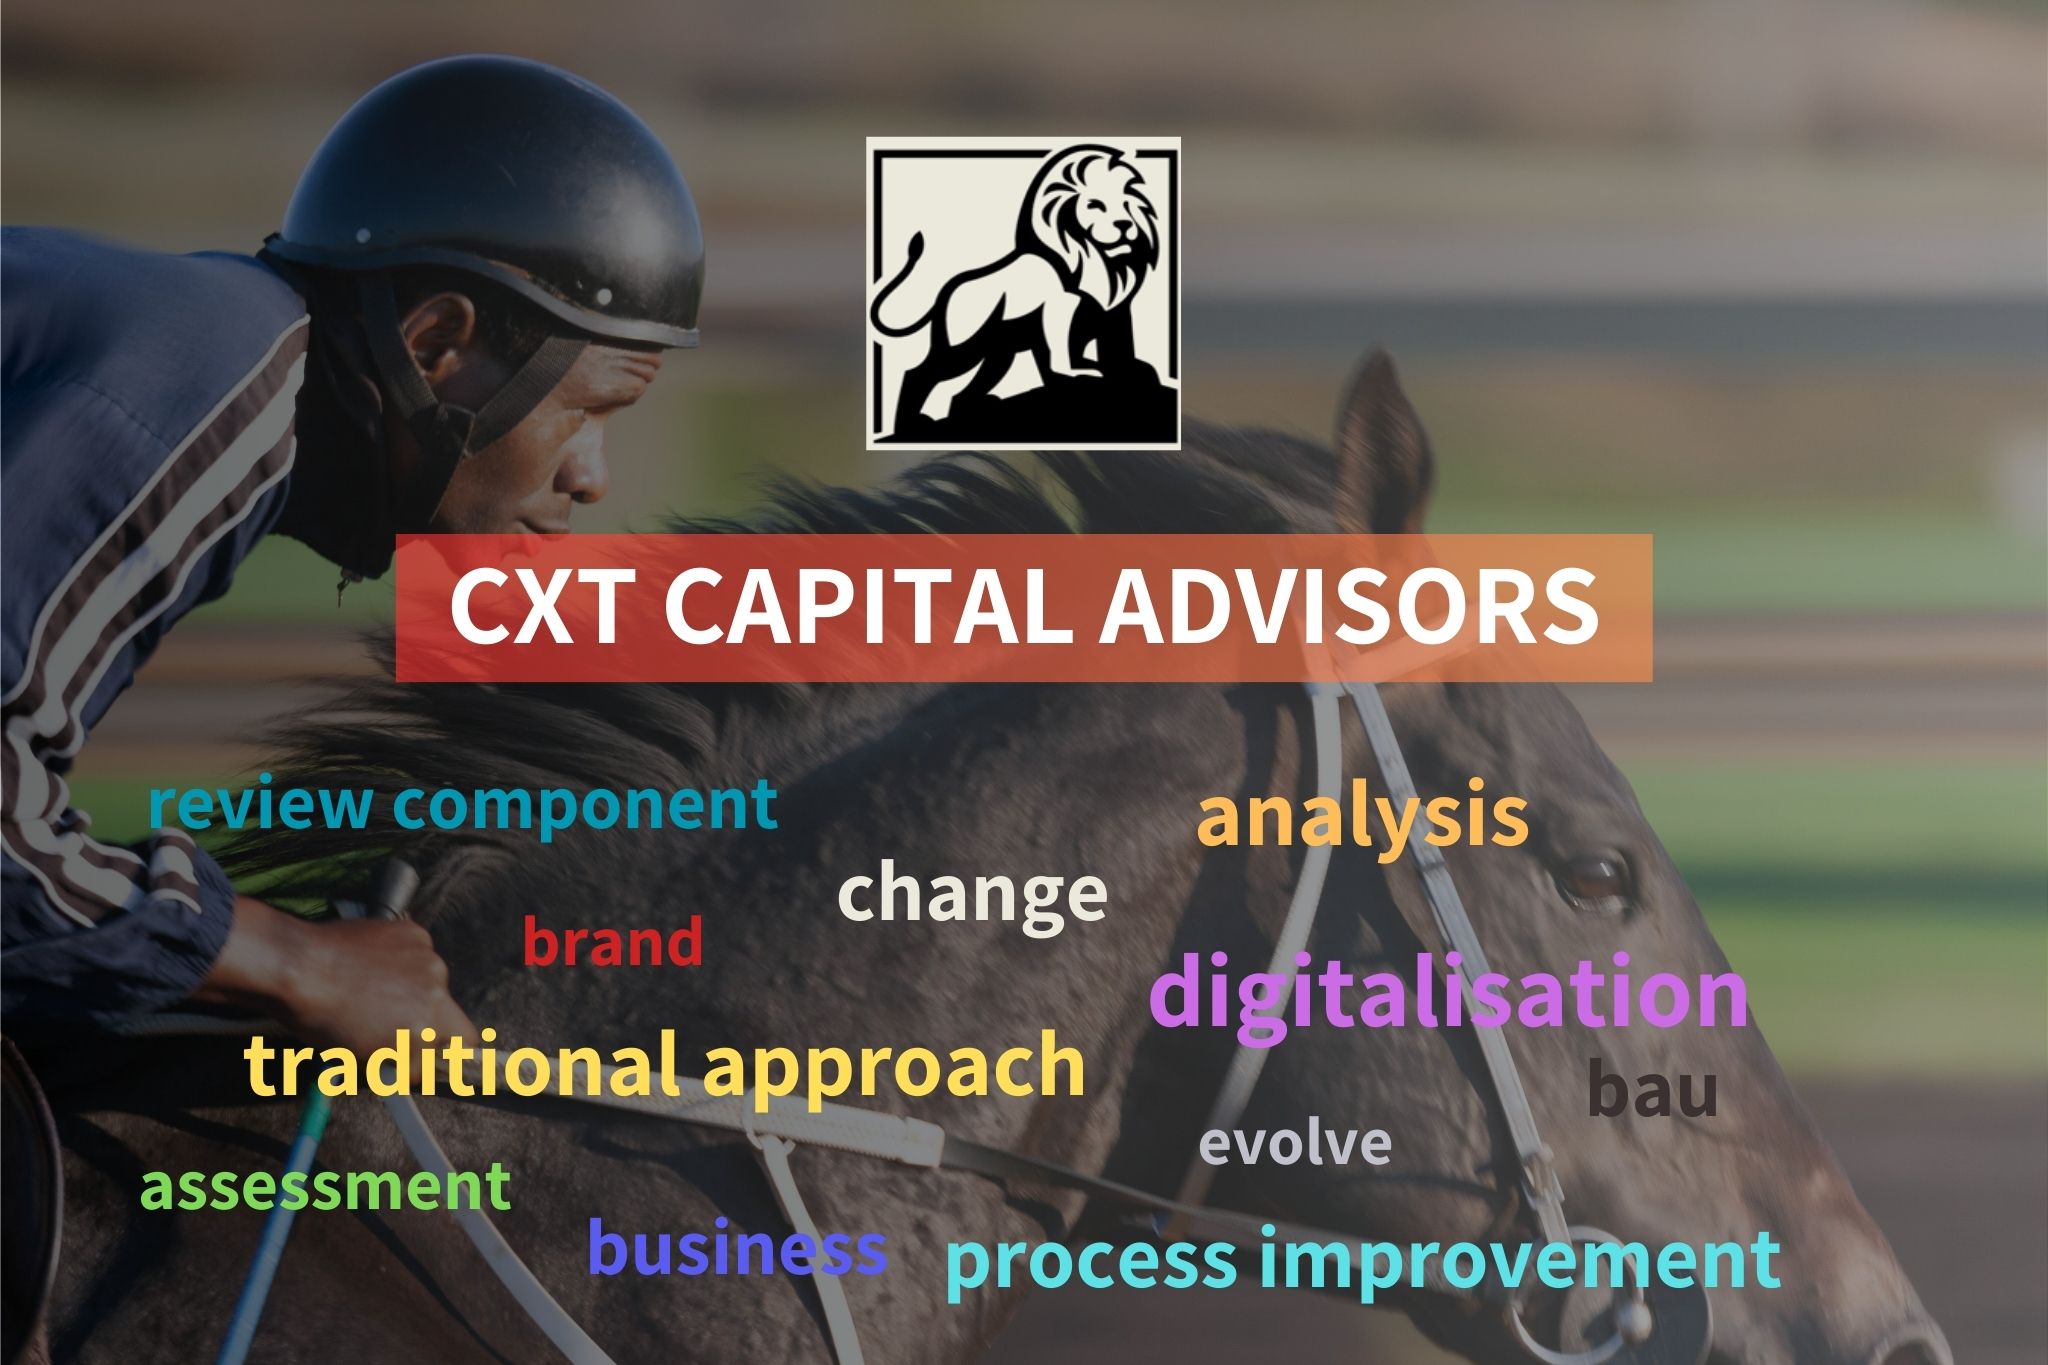 CXT CAPITAL ADVISORS
review component
analysis
change
brand
digitalisation
traditional approach
bau
evolve
assessment
business
process improvement